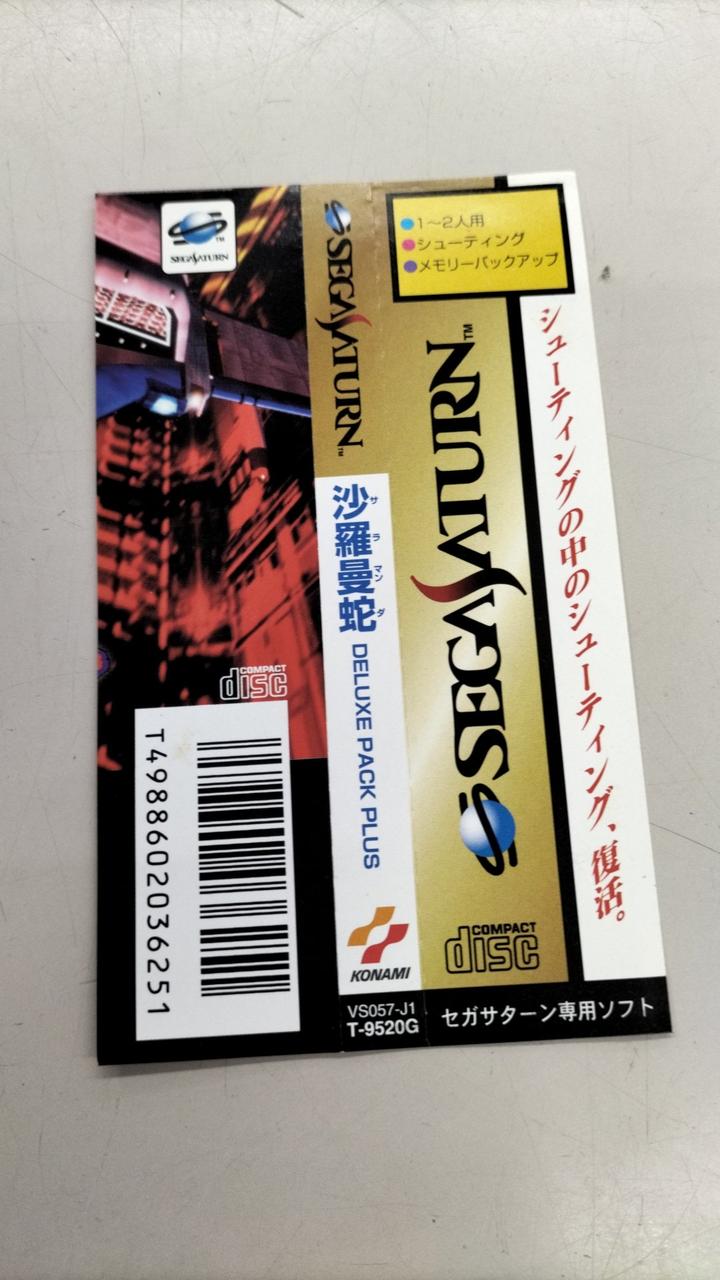 SEGA SATURN
TM
COMPACT
disc
T4988602036251
SEGA SATURN
TM
沙羅曼蛇
サラマンダ
DELUXE PACK PLUS
KONAMI
VS057-J1
T-9520G
1〜2人用
シューティング
メモリーバックアップ
SEGA SATURN
TM
COMPACT
disc
シューティングの中のシューティング、復活。
セガサターン専用ソフト